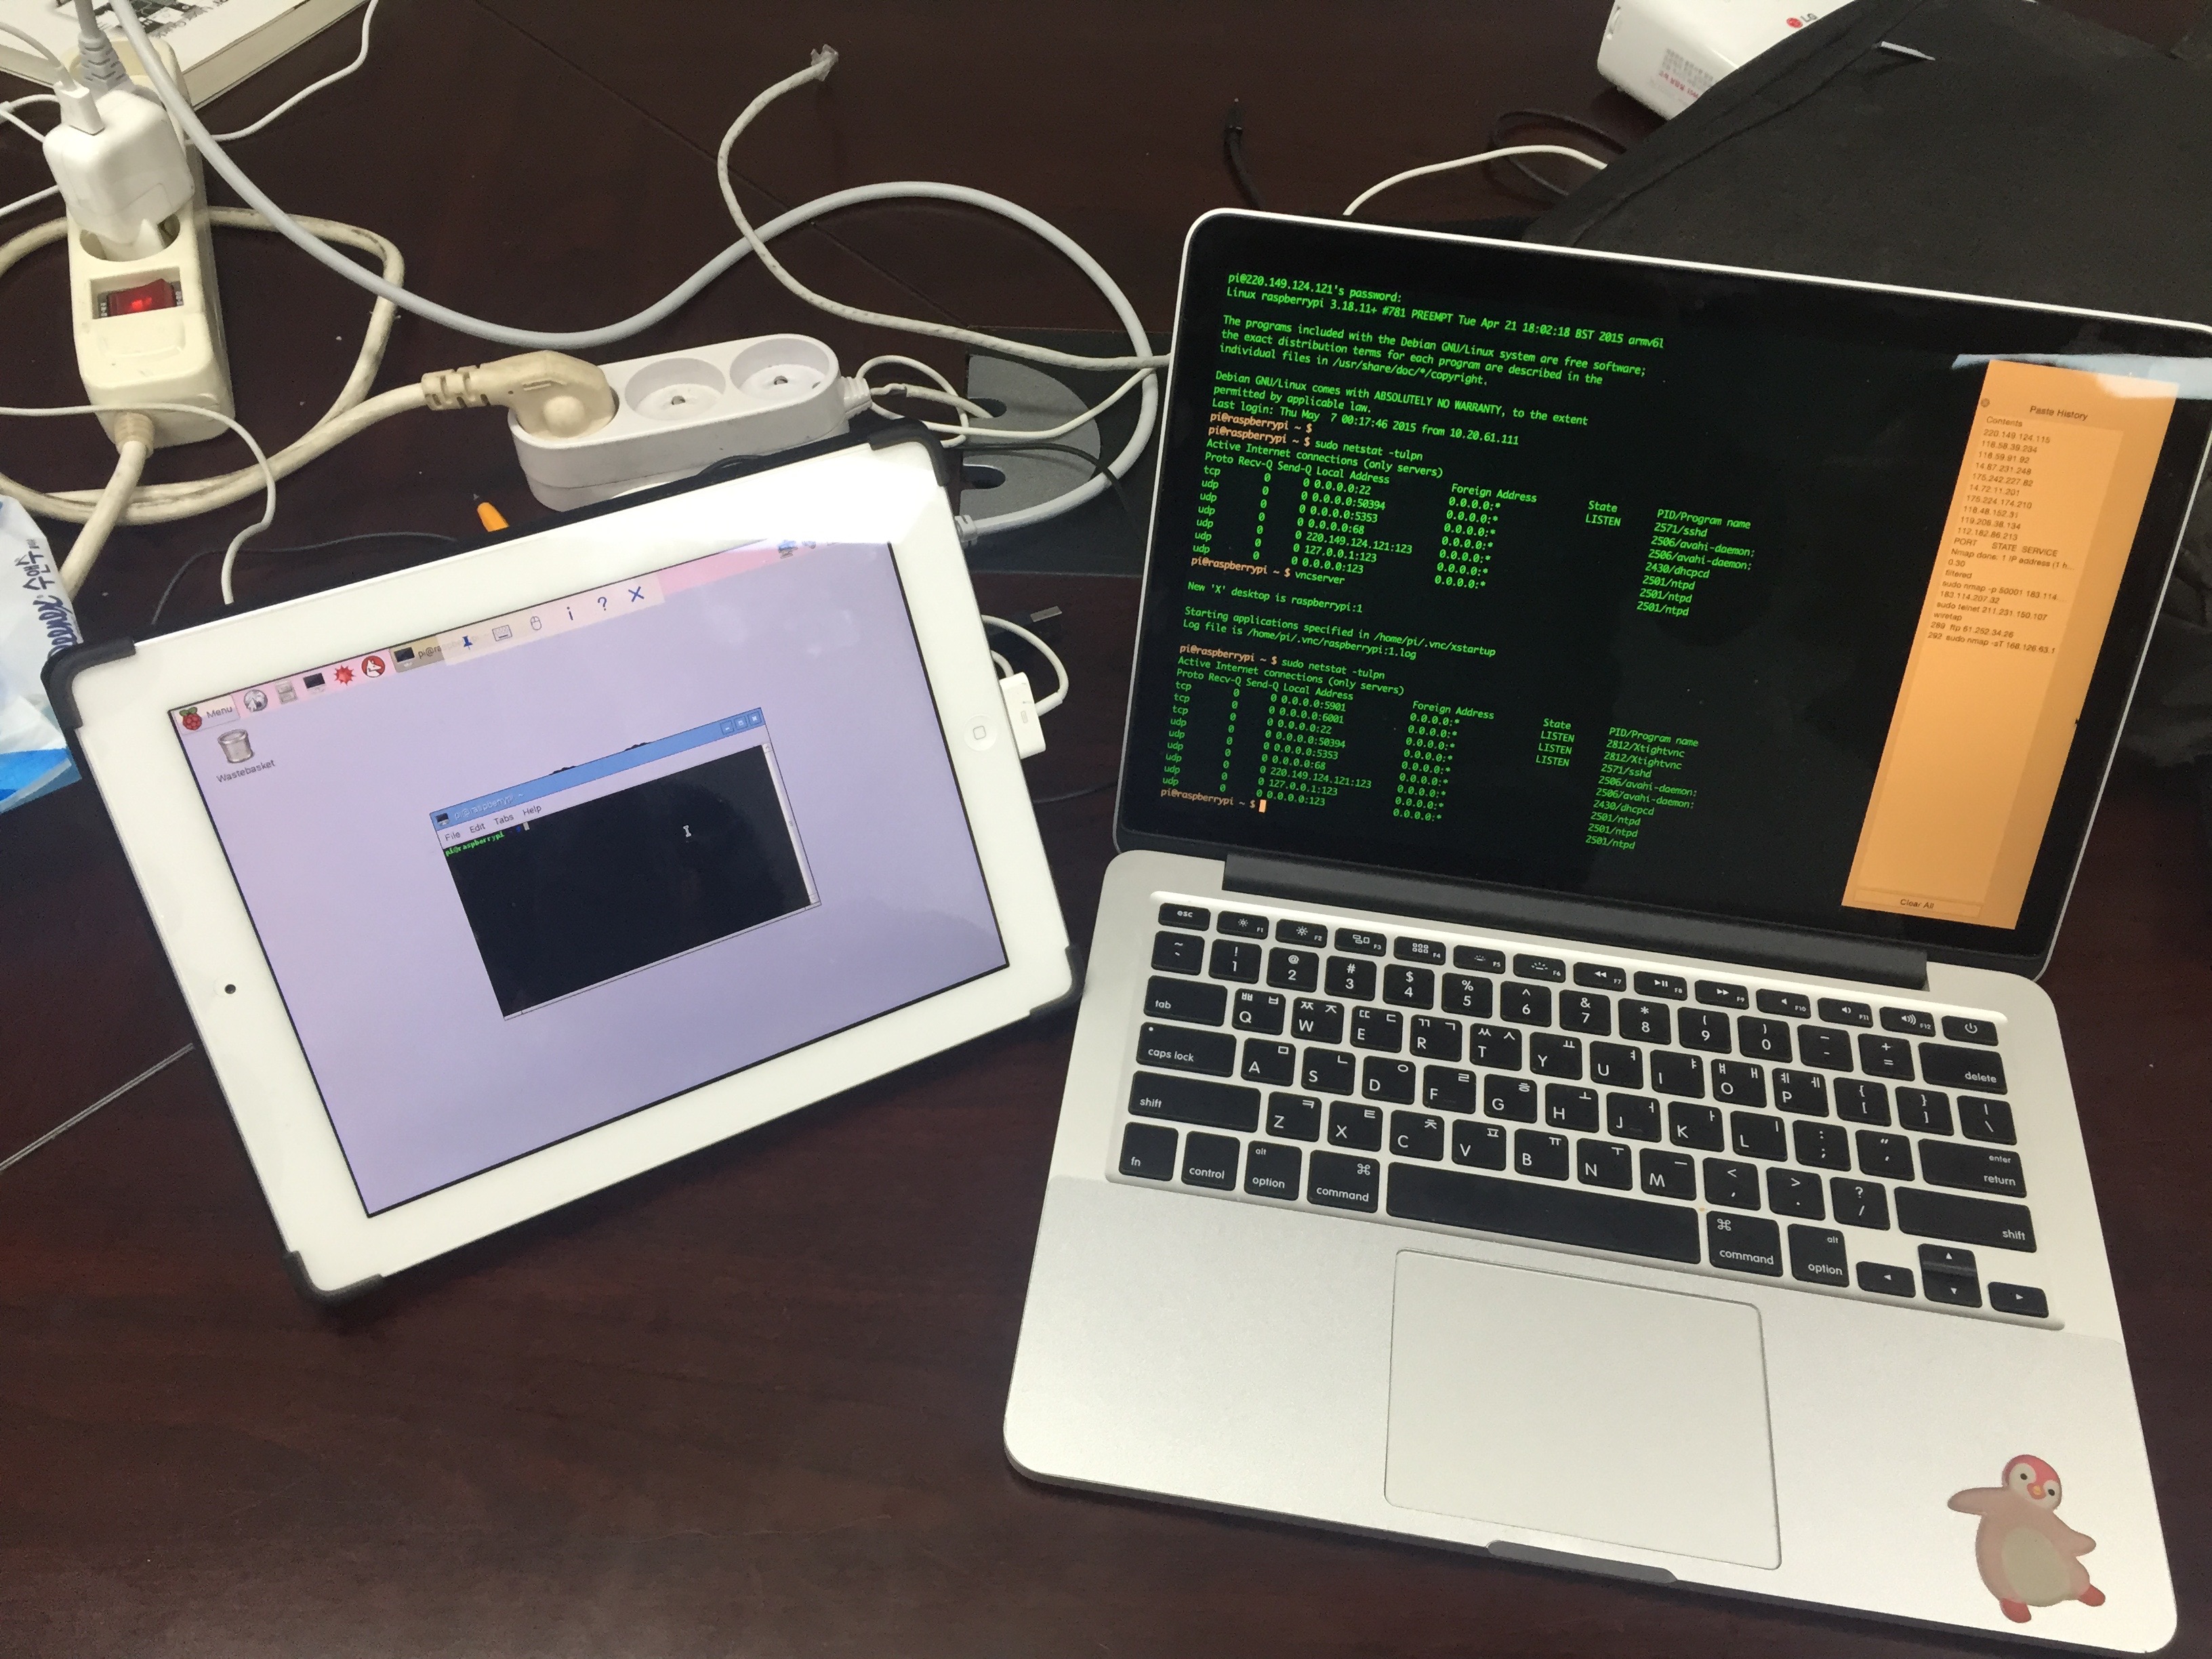 LG
pi@220.149.124.121's password:
Linux raspberrypi 3.18.11+ #781 PREEMPT Tue Apr 21 18:02:18 BST 2015 armv6l
The programs included with the Debian GNU/Linux system are free software;
the exact distribution terms for each program are described in the
individual files in /usr/share/doc/*/copyright.
Debian GNU/Linux comes with ABSOLUTELY NO WARRANTY, to the extent
permitted by applicable law.
Last login: Thu May 7 00:17:46 2015 from 10.20.61.111
pi@raspberrypi ~ $
pi@raspberrypi ~ $ sudo netstat -tulpn
Active Internet connections (only servers)
Proto Recv-Q Send-Q Local Address Foreign Address State PID/Program name
tcp 0 0 0.0.0.0:22 0.0.0.0:* LISTEN 2571/sshd
udp 0 0 0.0.0.0:50394 0.0.0.0:* 2506/avahi-daemon:
udp 0 0 0.0.0.0:5353 0.0.0.0:* 2506/avahi-daemon:
udp 0 0 0.0.0.0:68 0.0.0.0:* 2430/dhcpcd
udp 0 0 220.149.124.121:123 0.0.0.0:* 2501/ntpd
udp 0 0 127.0.0.1:123 0.0.0.0:* 2501/ntpd
udp 0 0 0.0.0.0:123 0.0.0.0:* 2501/ntpd
pi@raspberrypi ~ $ vncserver
New 'X' desktop is raspberrypi:1
Starting applications specified in /home/pi/.vnc/xstartup
Log file is /home/pi/.vnc/raspberrypi:1.log
pi@raspberrypi ~ $ sudo netstat -tulpn
Active Internet connections (only servers)
Proto Recv-Q Send-Q Local Address Foreign Address State PID/Program name
tcp 0 0 0.0.0.0:5901 0.0.0.0:* LISTEN 2812/Xtightvnc
tcp 0 0 0.0.0.0:6001 0.0.0.0:* LISTEN 2812/Xtightvnc
tcp 0 0 0.0.0.0:22 0.0.0.0:* LISTEN 2571/sshd
udp 0 0 0.0.0.0:50394 0.0.0.0:* 2506/avahi-daemon:
udp 0 0 0.0.0.0:5353 0.0.0.0:* 2506/avahi-daemon:
udp 0 0 0.0.0.0:68 0.0.0.0:* 2430/dhcpcd
udp 0 0 220.149.124.121:123 0.0.0.0:* 2501/ntpd
udp 0 0 127.0.0.1:123 0.0.0.0:* 2501/ntpd
udp 0 0 0.0.0.0:123 0.0.0.0:* 2501/ntpd
pi@raspberrypi ~ $
Paste History
Contents
220.149.124.115
118.58.39.234
118.59.91.92
14.87.231.248
175.242.227.82
14.72.11.201
175.224.174.210
118.48.152.31
119.208.38.134
112.182.86.213
PORT STATE SERVICE
Nmap done: 1 IP address (1 h...
0.30
filtered
sudo nmap -p 50001 183.114....
183.114.207.32
sudo telnet 211.231.150.107
wiretap
289 ftp 61.252.34.26
292 sudo nmap -sT 168.126.63.1
Clear All
Menu
Wastebasket
pi@raspberrypi: ~
File Edit Tabs Help
pi@raspberrypi
esc F1 F2 F3 F4 F5 F6 F7 F8 F9 F10 F11 F12
~ ` ! 1 @ 2 # 3 $ 4 % 5 ^ 6 & 7 * 8 ( 9 ) 0 _ - + = delete
tab Q ㅃ ㅂ W ㅉ ㅈ E ㄸ ㄷ R ㄲ ㄱ T ㅆ ㅅ Y ㅛ U ㅕ I ㅑ O ㅒ ㅐ P ㅖ ㅔ { [ } ] | \
caps lock A ㅁ S ㄴ D ㅇ F ㄹ G ㅎ H ㅗ J ㅓ K ㅏ L ㅣ : ; " ' enter return
shift Z ㅋ X ㅌ C ㅊ V ㅍ B ㅠ N ㅜ M ㅡ < , > . ? / shift
fn control alt option ⌘ command ⌘ command alt option